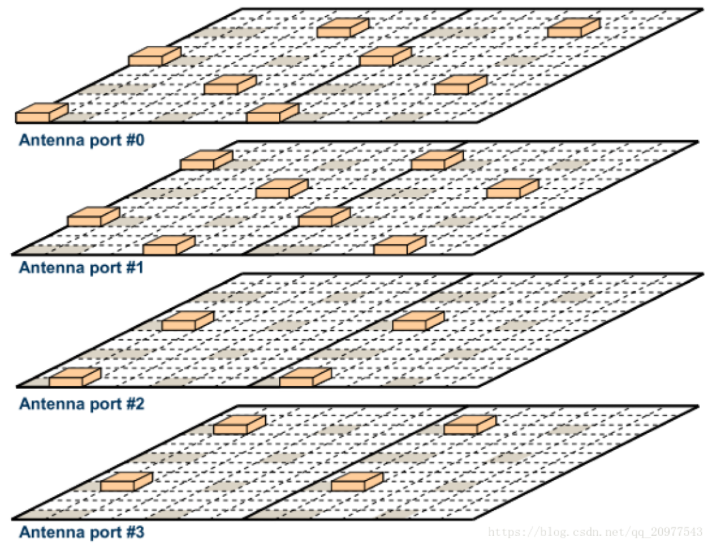 Antenna port #0
Antenna port #1
Antenna port #2
Antenna port #3
https://blog.csdn.net/qq_20977543